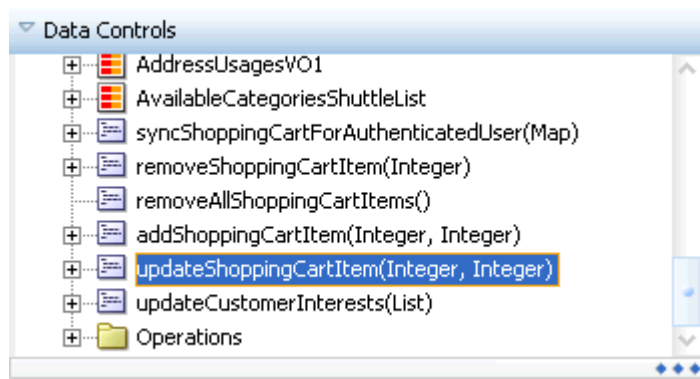 Data Controls
AddressUsagesVO1
AvailableCategoriesShuttleList
syncShoppingCartForAuthenticatedUser(Map)
removeShoppingCartItem(Integer)
removeAllShoppingCartItems()
addShoppingCartItem(Integer, Integer)
updateShoppingCartItem(Integer, Integer)
updateCustomerInterests(List)
Operations